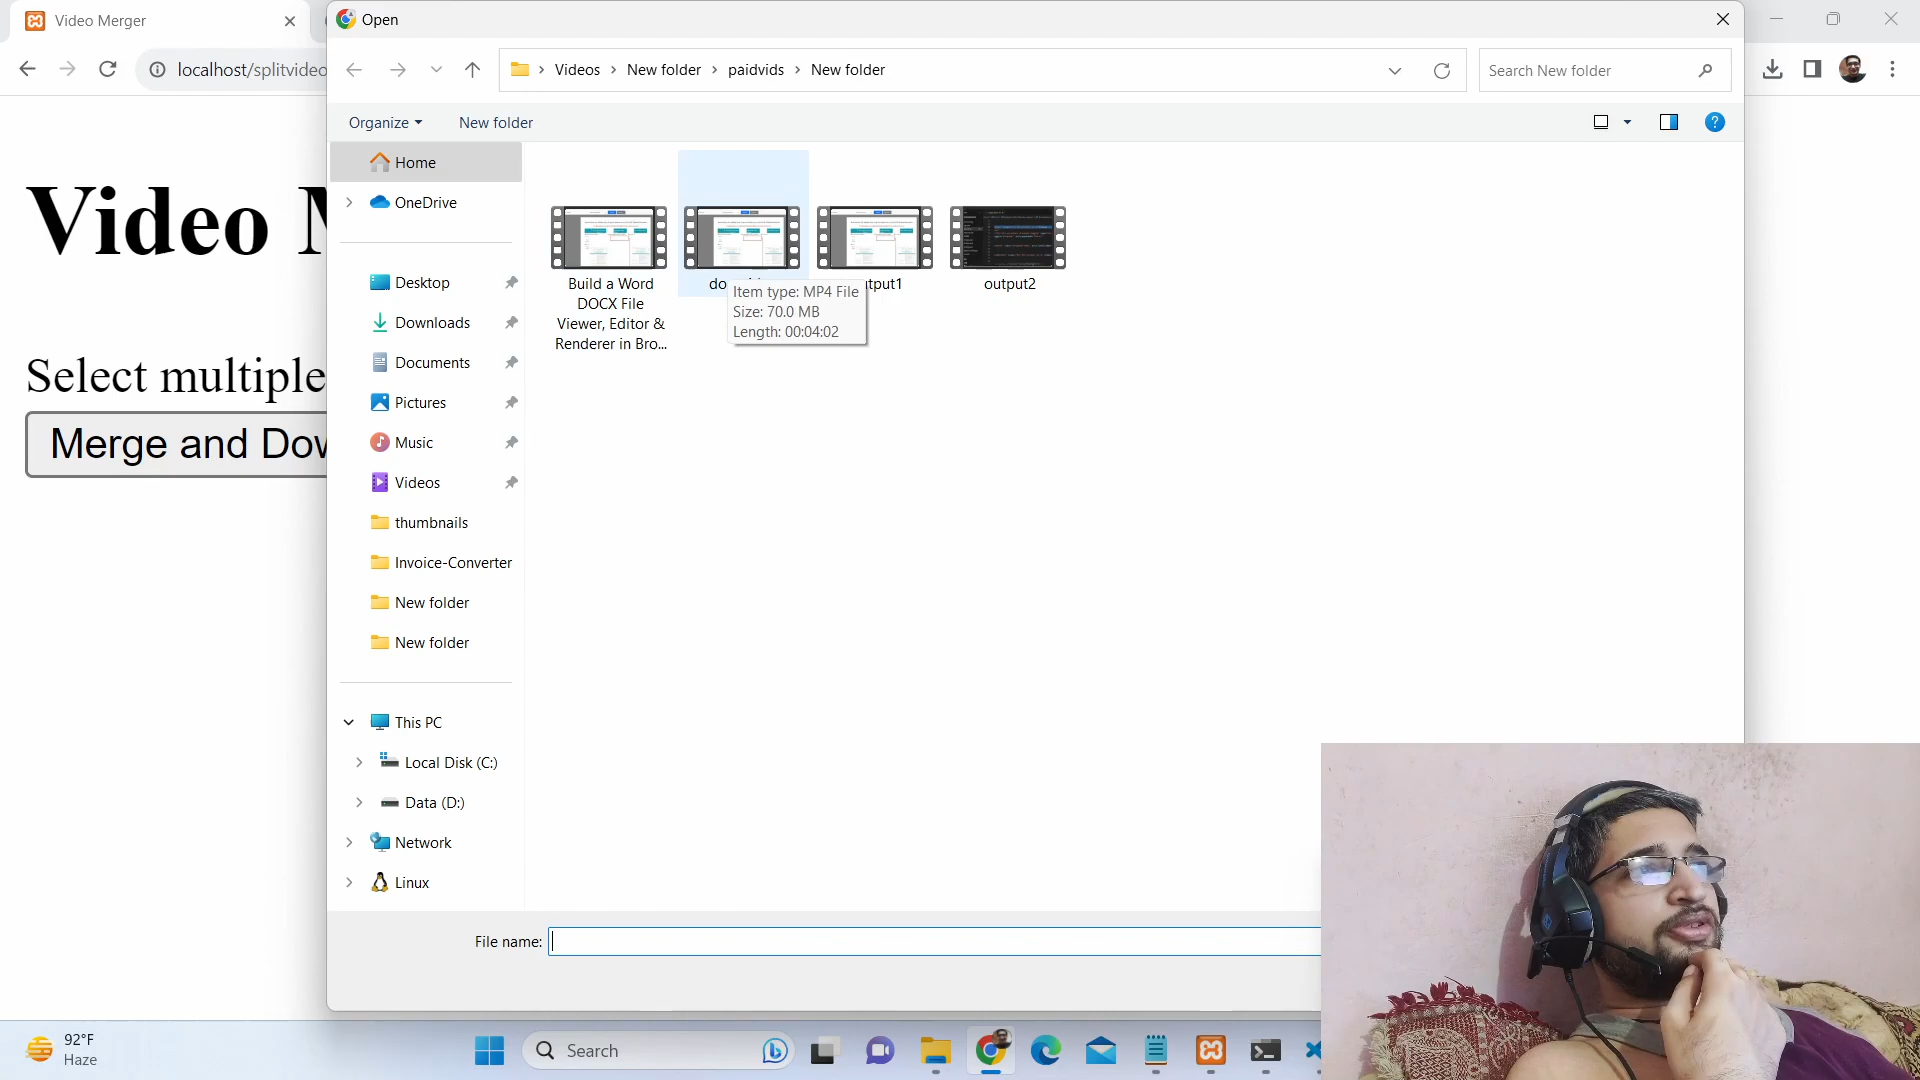 Video Merger
Open
localhost/splitvideo
Videos
New folder
paidvids
New folder
Search New folder
Organize
New folder
Home
OneDrive
Desktop
Downloads
Documents
Pictures
Music
Videos
thumbnails
Invoice-Converter
New folder
New folder
This PC
Local Disk (C:)
Data (D:)
Network
Linux
Build a Word
DOCX File
Viewer, Editor &
Renderer in Bro...
output2
Item type: MP4 File
Size: 70.0 MB
Length: 00:04:02
Video
Select multiple
Merge and
File name:
92°F
Haze
Search